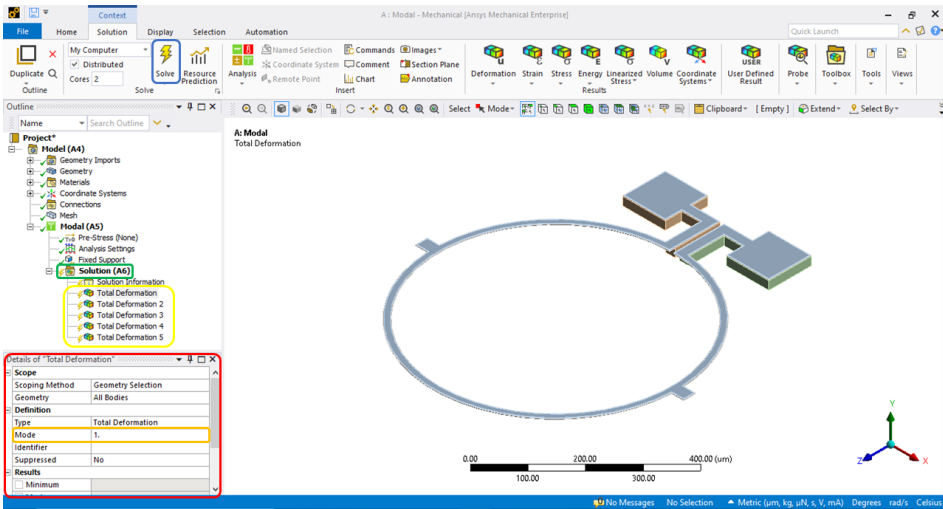 Context
A : Modal - Mechanical [Ansys Mechanical Enterprise]
File Home Solution Display Selection Automation Quick Launch
My Computer
Distributed
Cores 2
Duplicate
Outline
Solve
Resource
Prediction
Solve
Analysis
Named Selection
Coordinate System
Remote Point
Commands
Comment
Chart
Images
Section Plane
Annotation
Insert
u ε σ E σ V
Deformation Strain Stress Energy Linearized
Stress
Volume Coordinate
Systems
USER
User Defined
Result
Results
Probe
Toolbox
Tools
Views
Outline
Name Search Outline
Project*
Model (A4)
Geometry Imports
Geometry
Materials
Coordinate Systems
Connections
Mesh
Modal (A5)
Pre-Stress (None)
Analysis Settings
Fixed Support
Solution (A6)
Solution Information
Total Deformation
Total Deformation 2
Total Deformation 3
Total Deformation 4
Total Deformation 5
Select Mode Clipboard [ Empty ] Extend Select By
A: Modal
Total Deformation
Details of "Total Deformation"
Scope
Scoping Method Geometry Selection
Geometry All Bodies
Definition
Type Total Deformation
Mode 1.
Identifier
Suppressed No
Results
Minimum
0.00 200.00 400.00 (um)
100.00 300.00
Y
Z X
No Messages No Selection Metric (µm, kg, µN, s, V, mA) Degrees rad/s Celsius